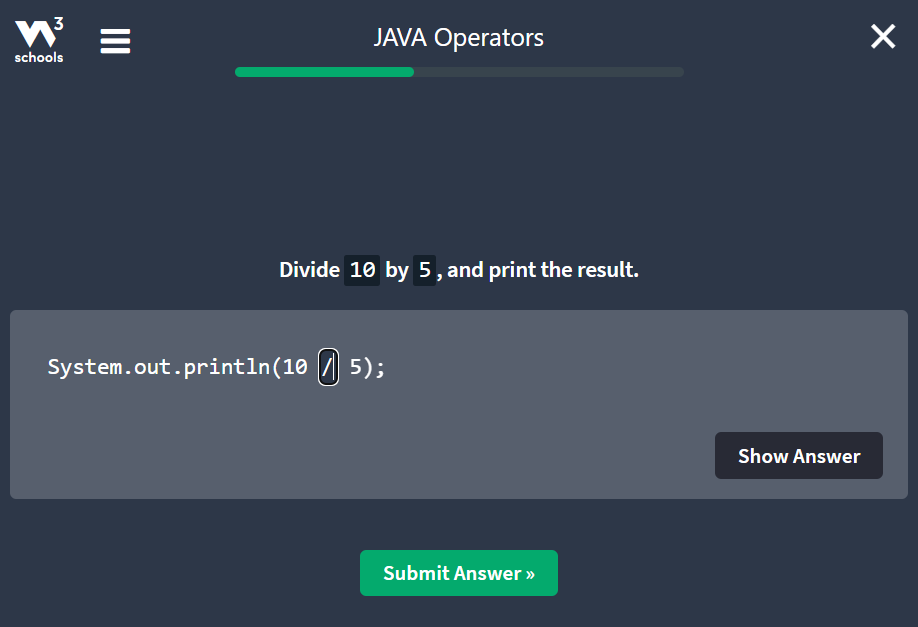 W3
schools
JAVA Operators
Divide 10 by 5, and print the result.
System.out.println(10 / 5);
Show Answer
Submit Answer »